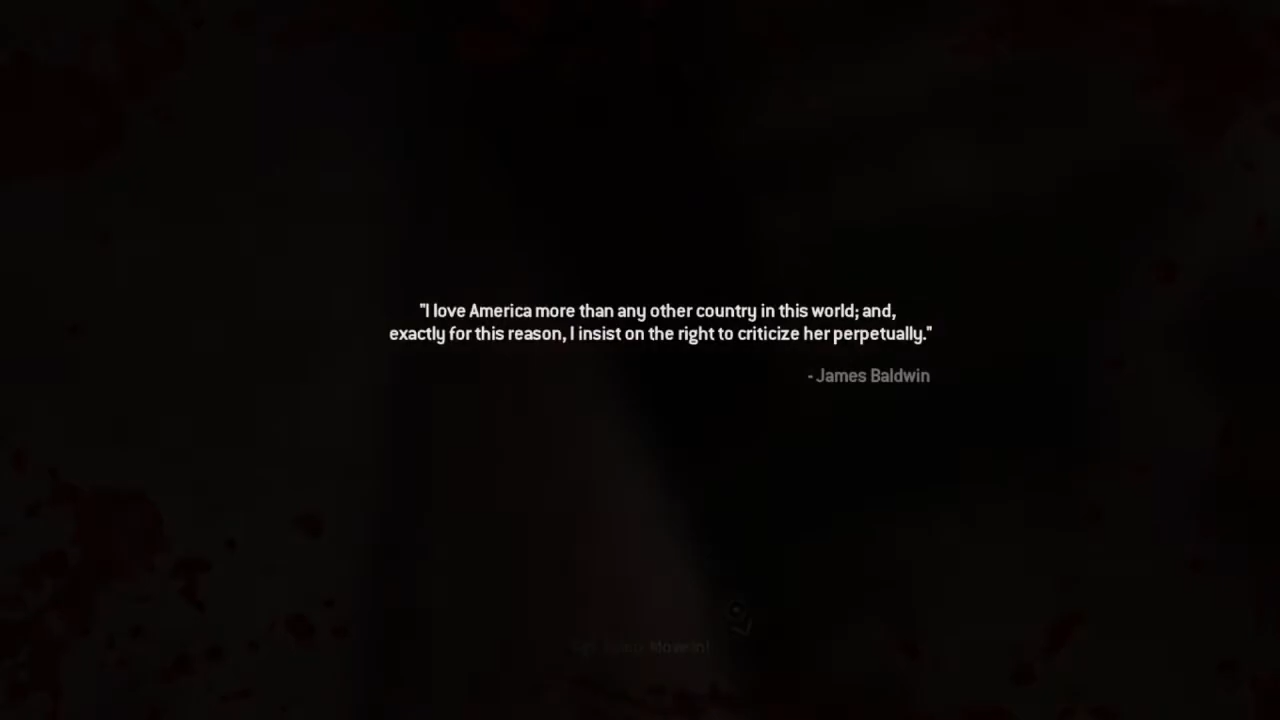 "I love America more than any other country in this world; and,
exactly for this reason, I insist on the right to criticize her perpetually."
- James Baldwin